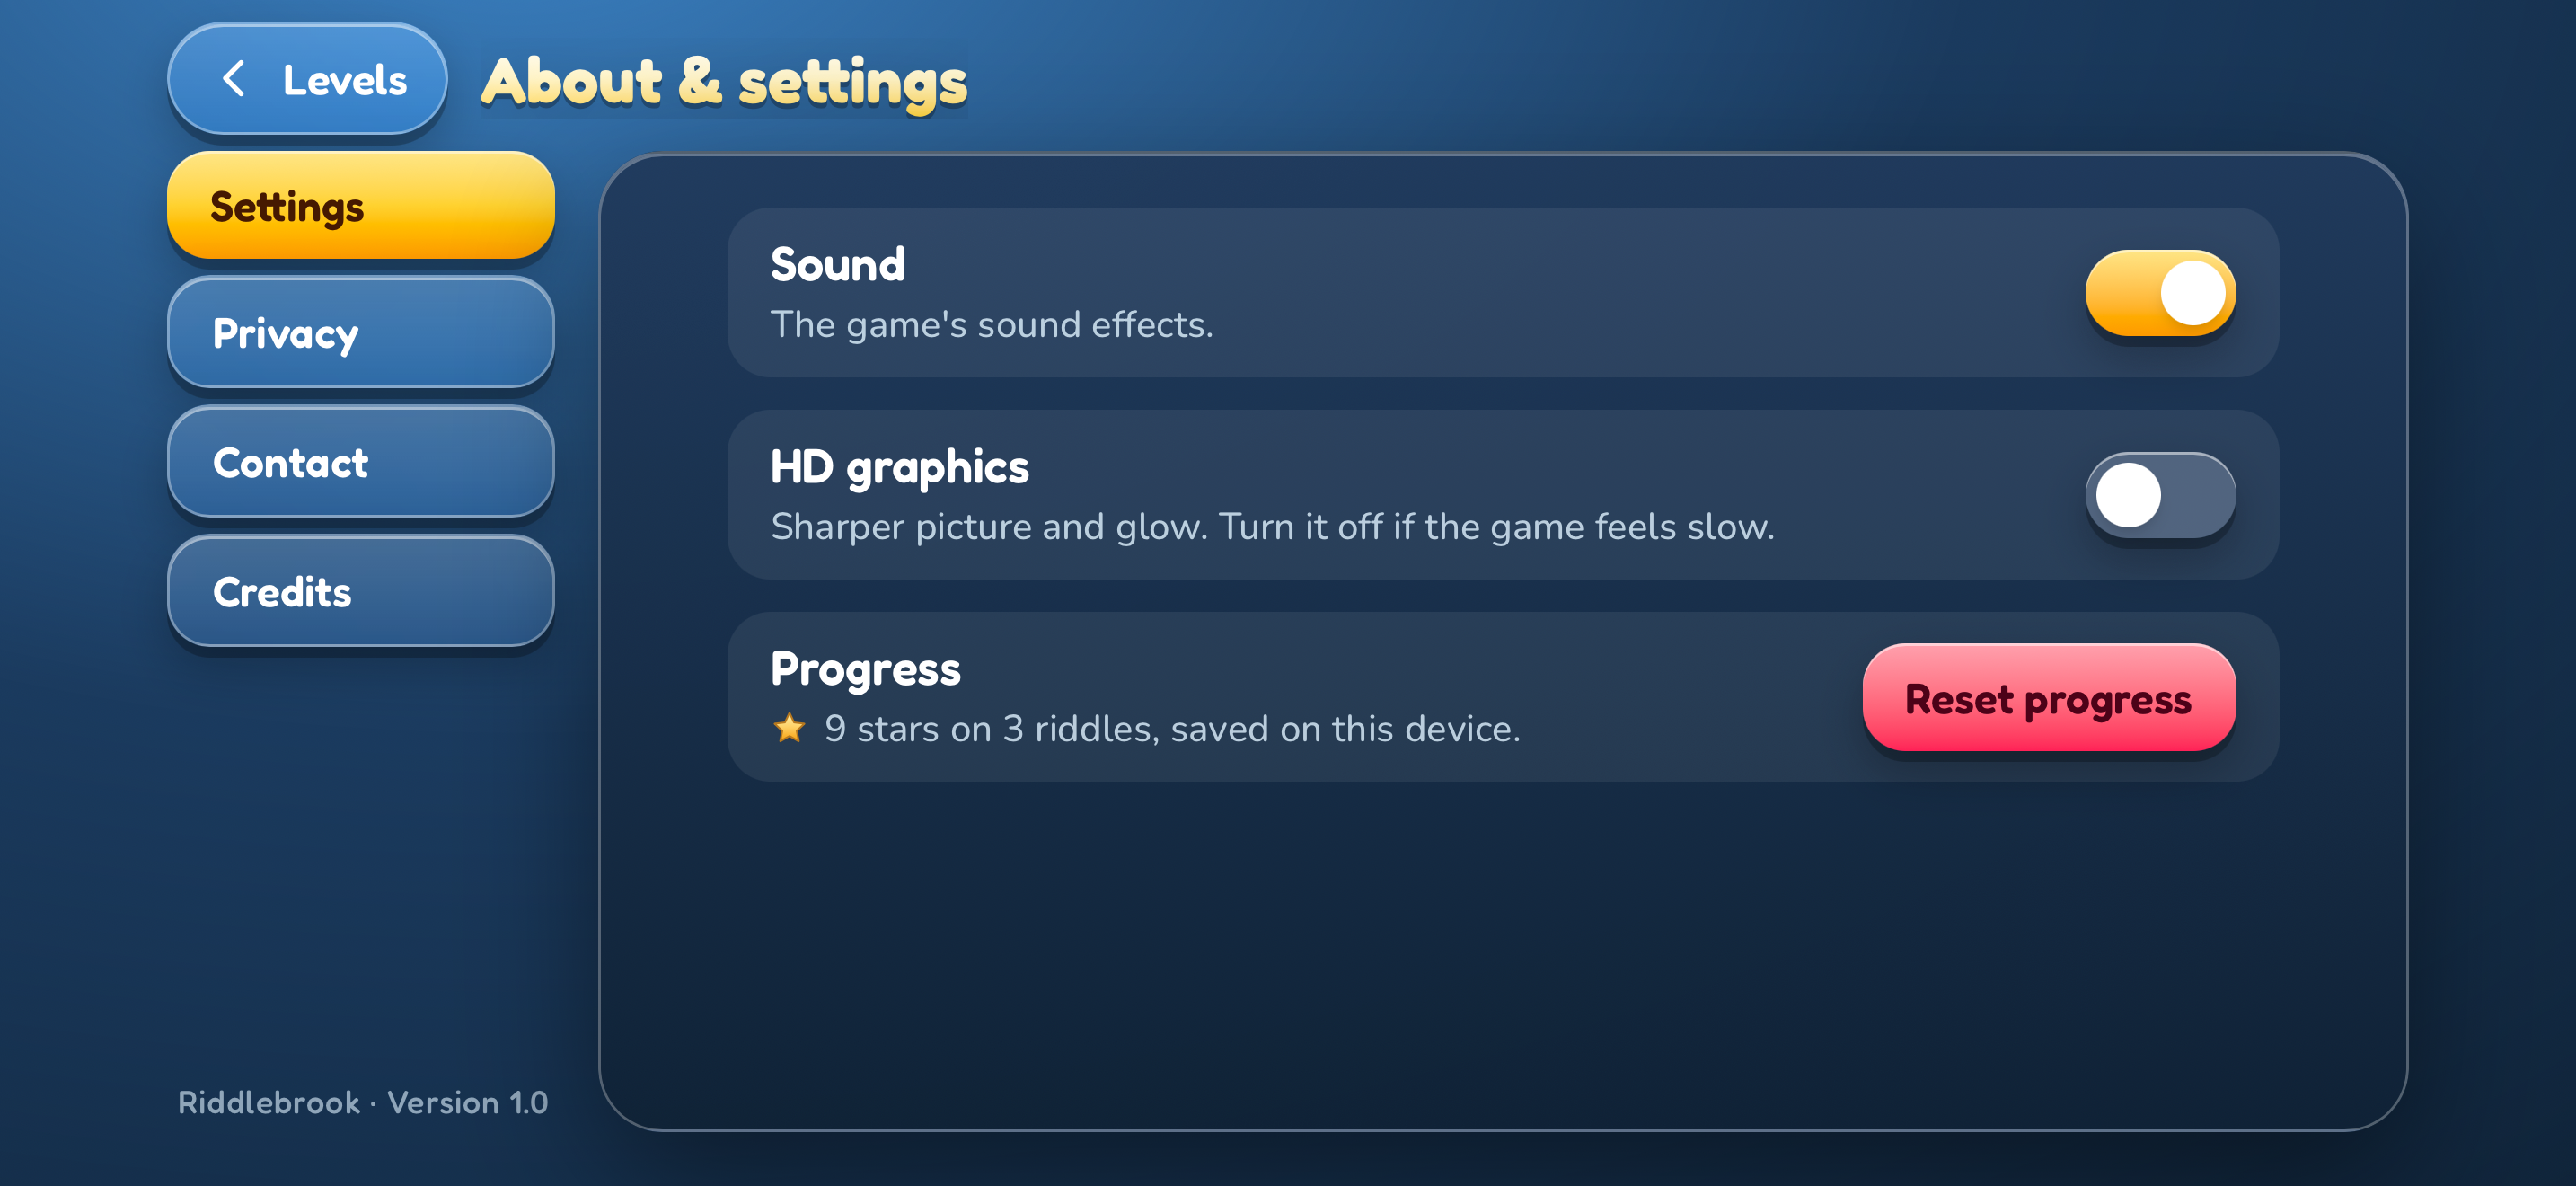 Levels
About & settings
Settings
Privacy
Contact
Credits
Sound
The game's sound effects.
HD graphics
Sharper picture and glow. Turn it off if the game feels slow.
Progress
9 stars on 3 riddles, saved on this device.
Reset progress
Riddlebrook · Version 1.0